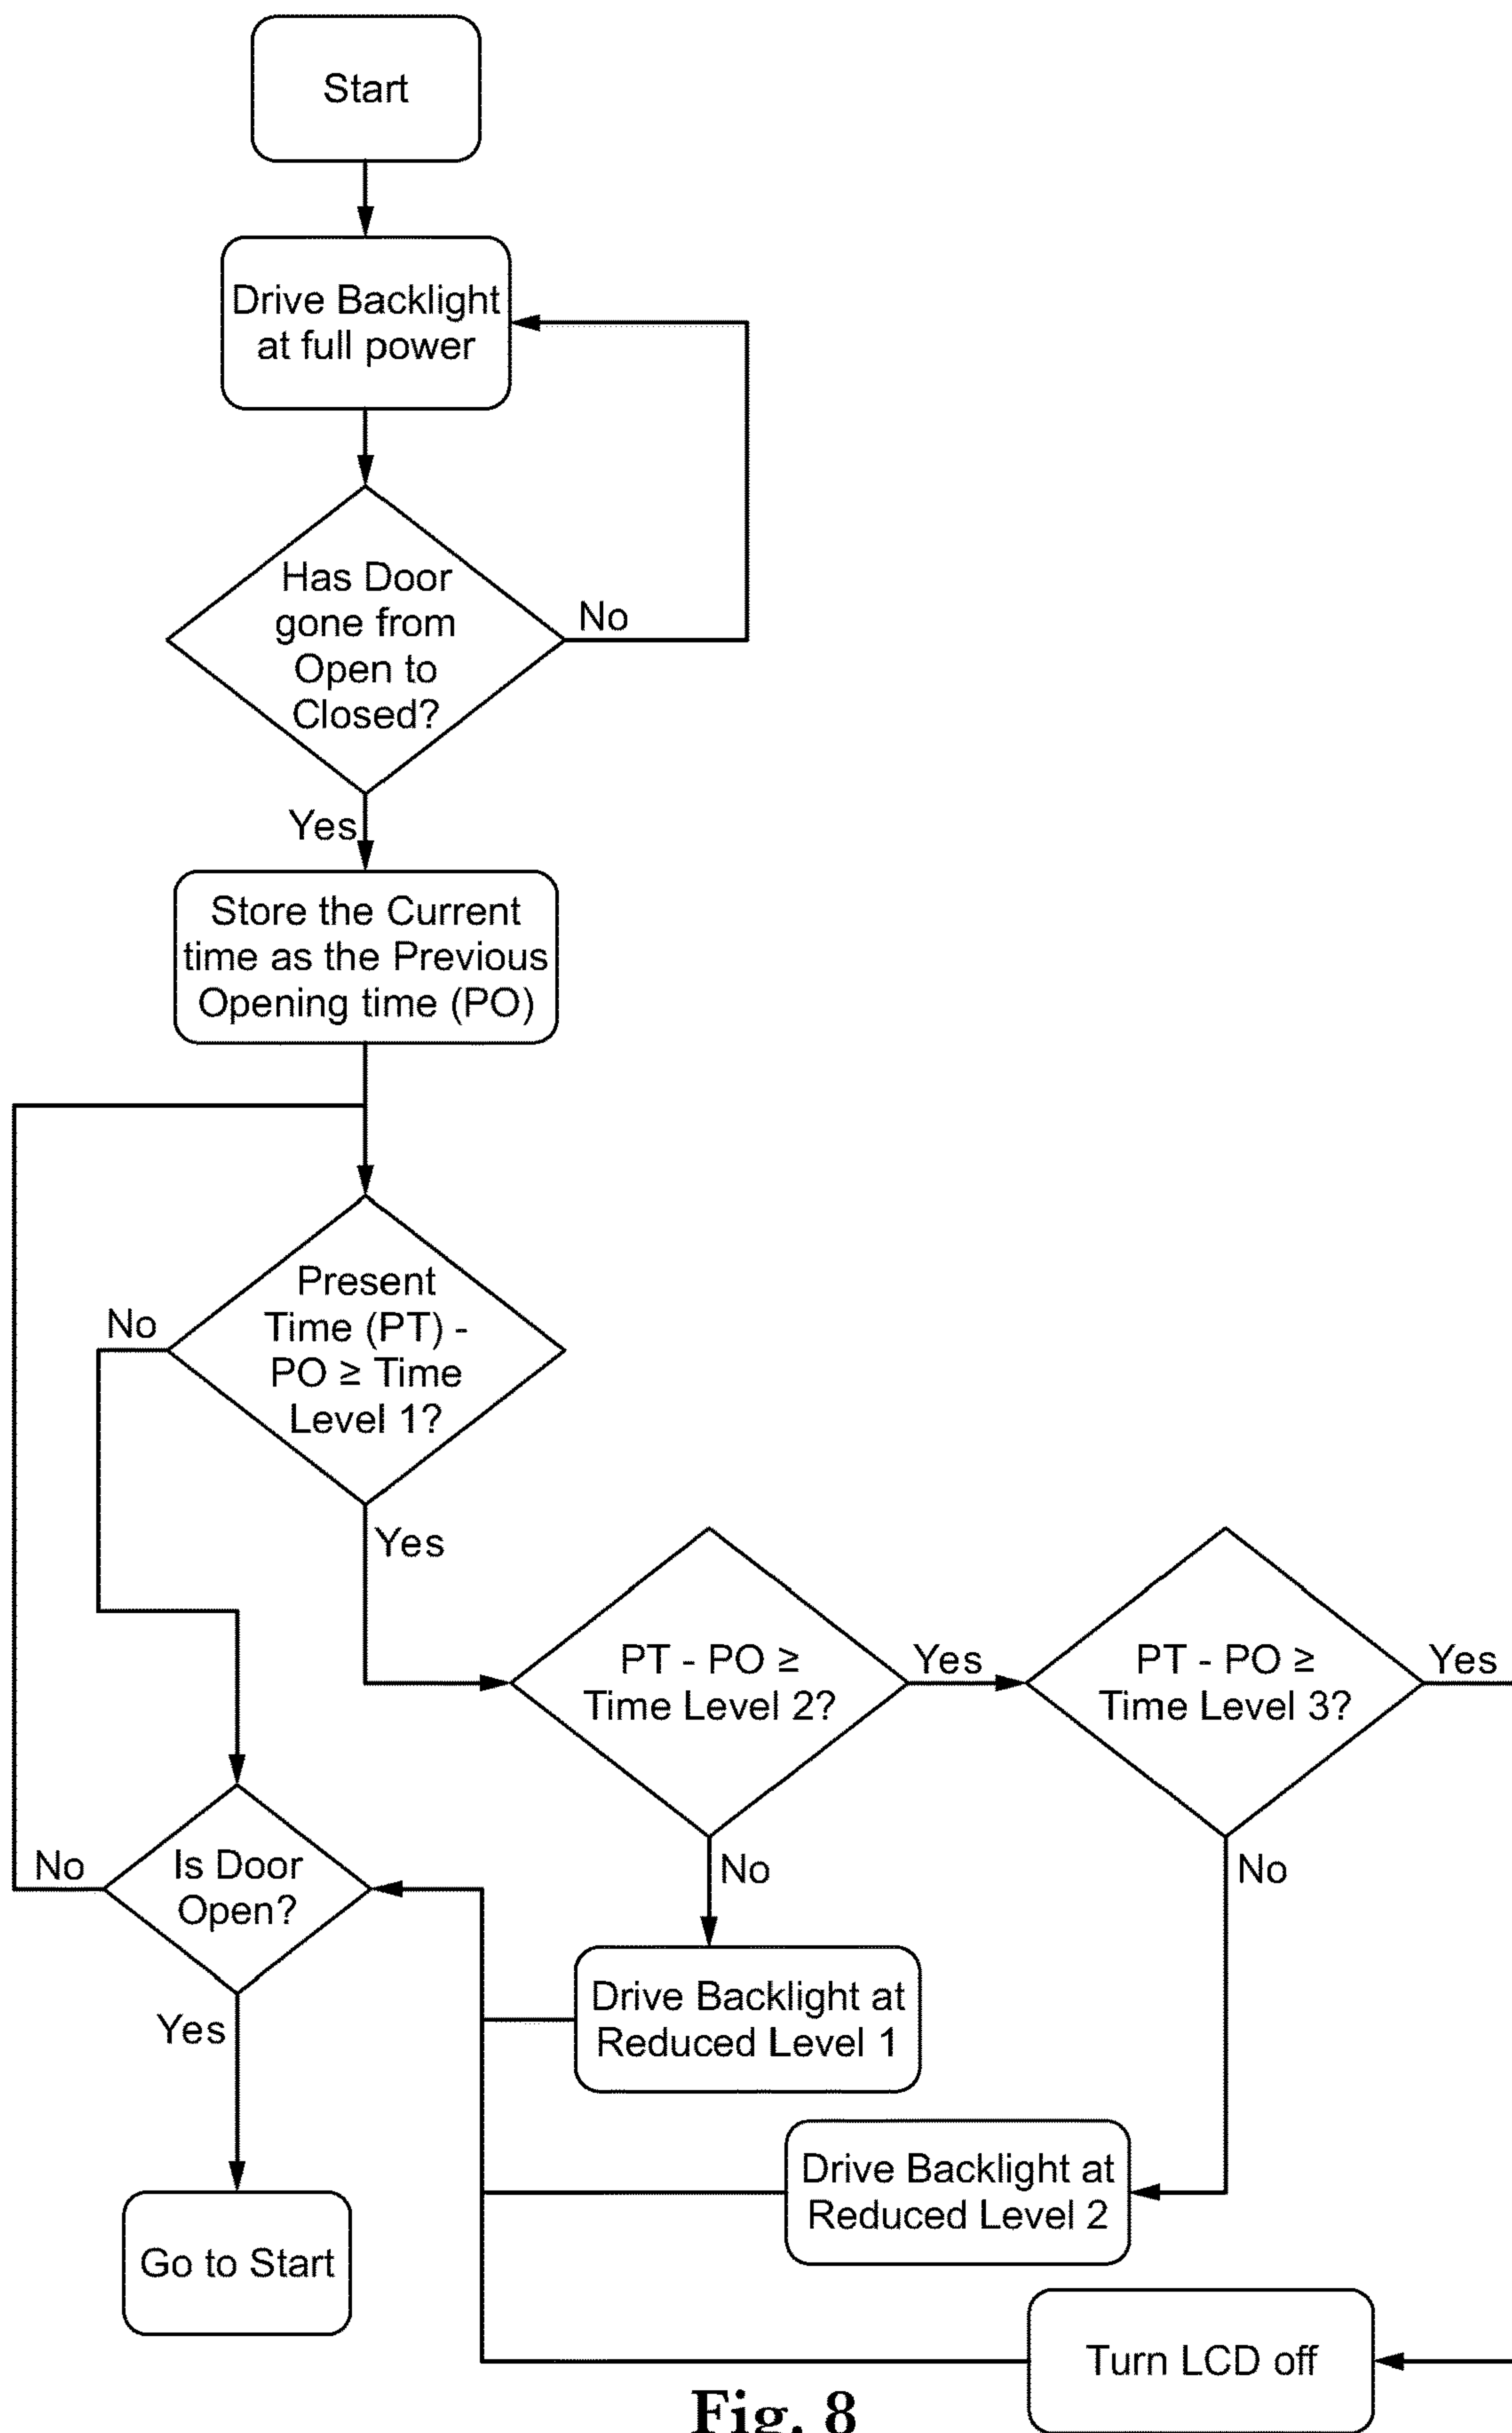 Start
Drive Backlight
at full power
Has Door
gone from
Open to
Closed?
No
Yes
Store the Current
time as the Previous
Opening time (PO)
Present
Time (PT) -
PO ≥ Time
Level 1?
No
Yes
PT - PO ≥
Time Level 2?
Yes
PT - PO ≥
Time Level 3?
Yes
No
Is Door
Open?
No
No
Drive Backlight at
Reduced Level 1
Yes
Drive Backlight at
Reduced Level 2
Go to Start
Turn LCD off
Fig. 8